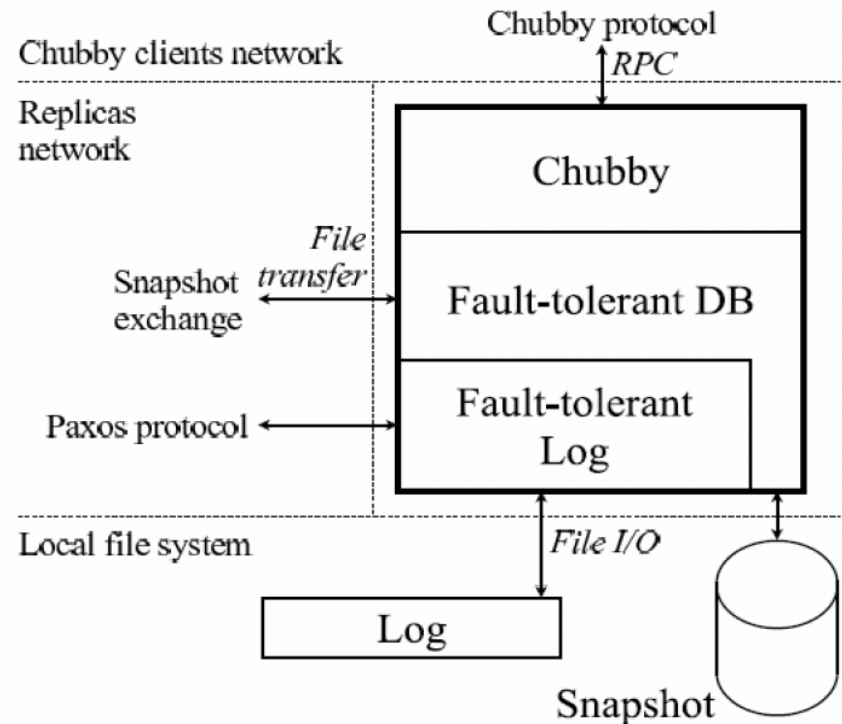 Chubby protocol
Chubby clients network
RPC
Replicas
network
Chubby
File
transfer
Snapshot
exchange
Fault-tolerant DB
Paxos protocol
Fault-tolerant
Log
Local file system
File I/O
Log
Snapshot